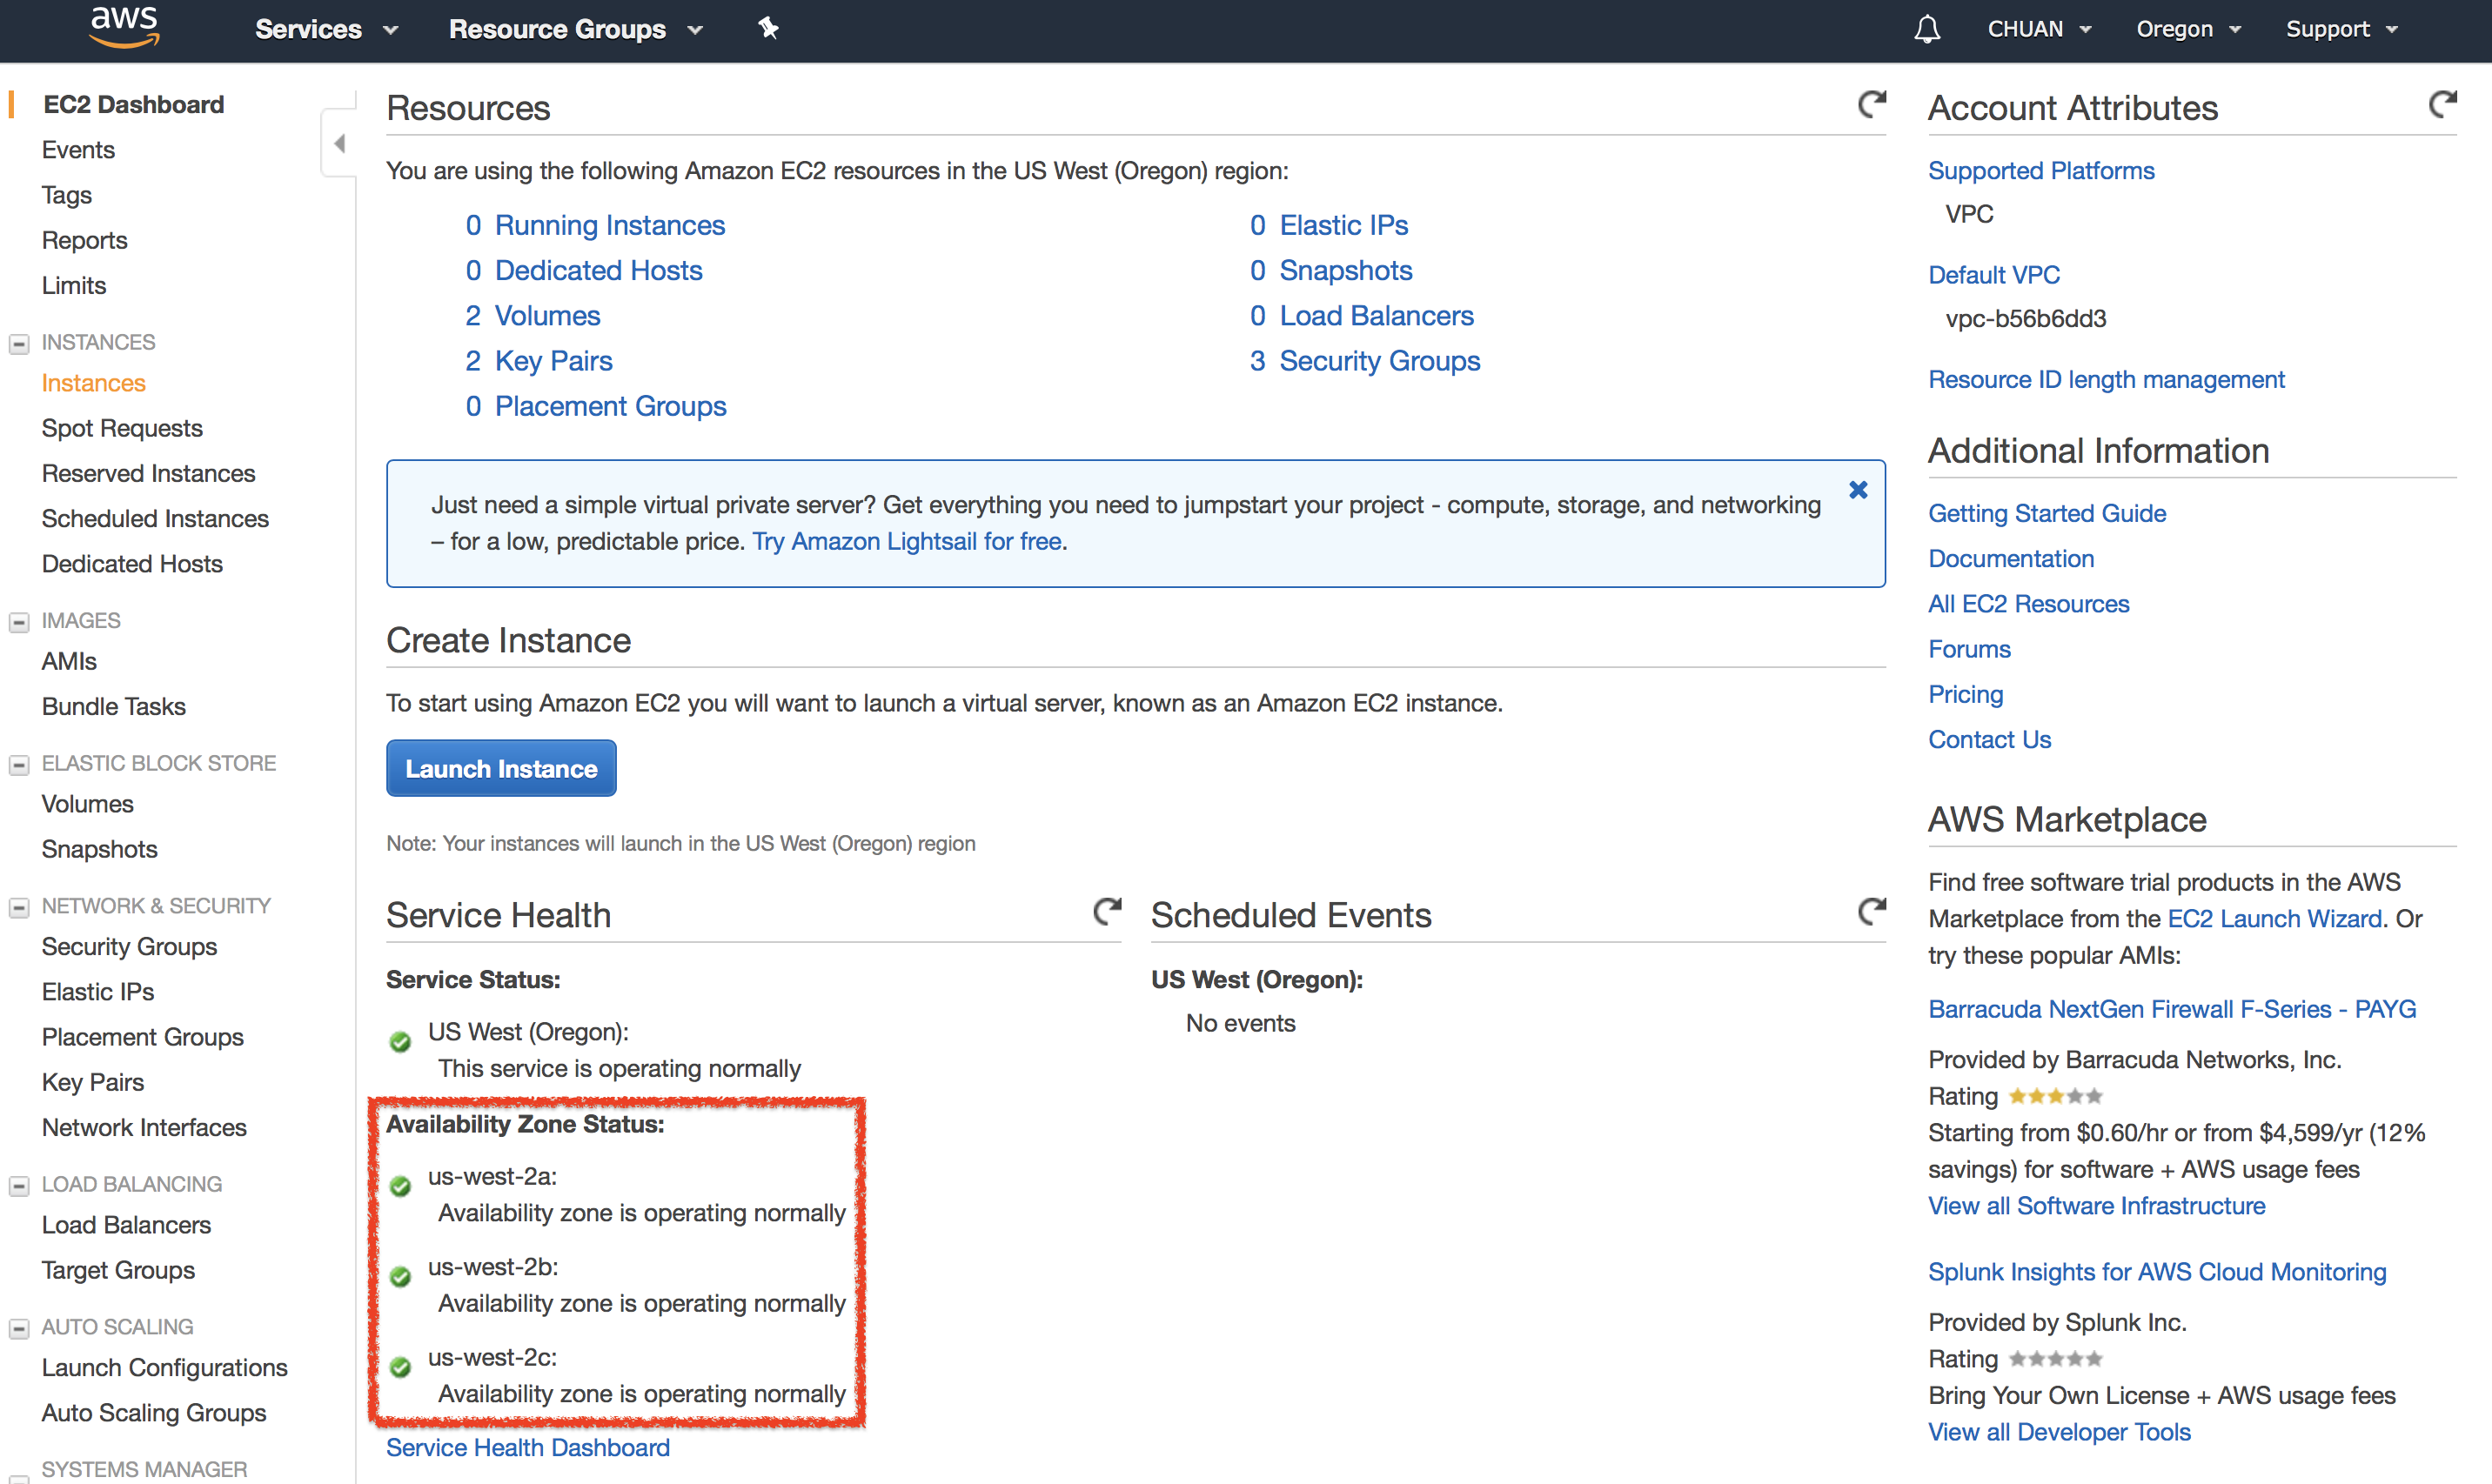 aws
Services
Resource Groups
CHUAN
Oregon
Support
EC2 Dashboard
Events
Tags
Reports
Limits
INSTANCES
Instances
Spot Requests
Reserved Instances
Scheduled Instances
Dedicated Hosts
IMAGES
AMIs
Bundle Tasks
ELASTIC BLOCK STORE
Volumes
Snapshots
NETWORK & SECURITY
Security Groups
Elastic IPs
Placement Groups
Key Pairs
Network Interfaces
LOAD BALANCING
Load Balancers
Target Groups
AUTO SCALING
Launch Configurations
Auto Scaling Groups
SYSTEMS MANAGER
Resources
You are using the following Amazon EC2 resources in the US West (Oregon) region:
0 Running Instances
0 Dedicated Hosts
2 Volumes
2 Key Pairs
0 Placement Groups
0 Elastic IPs
0 Snapshots
0 Load Balancers
3 Security Groups
Just need a simple virtual private server? Get everything you need to jumpstart your project - compute, storage, and networking
– for a low, predictable price. Try Amazon Lightsail for free.
Create Instance
To start using Amazon EC2 you will want to launch a virtual server, known as an Amazon EC2 instance.
Launch Instance
Note: Your instances will launch in the US West (Oregon) region
Service Health
Service Status:
US West (Oregon):
This service is operating normally
Availability Zone Status:
us-west-2a:
Availability zone is operating normally
us-west-2b:
Availability zone is operating normally
us-west-2c:
Availability zone is operating normally
Service Health Dashboard
Scheduled Events
US West (Oregon):
No events
Account Attributes
Supported Platforms
VPC
Default VPC
vpc-b56b6dd3
Resource ID length management
Additional Information
Getting Started Guide
Documentation
All EC2 Resources
Forums
Pricing
Contact Us
AWS Marketplace
Find free software trial products in the AWS
Marketplace from the EC2 Launch Wizard. Or
try these popular AMIs:
Barracuda NextGen Firewall F-Series - PAYG
Provided by Barracuda Networks, Inc.
Rating
Starting from $0.60/hr or from $4,599/yr (12%
savings) for software + AWS usage fees
View all Software Infrastructure
Splunk Insights for AWS Cloud Monitoring
Provided by Splunk Inc.
Rating
Bring Your Own License + AWS usage fees
View all Developer Tools